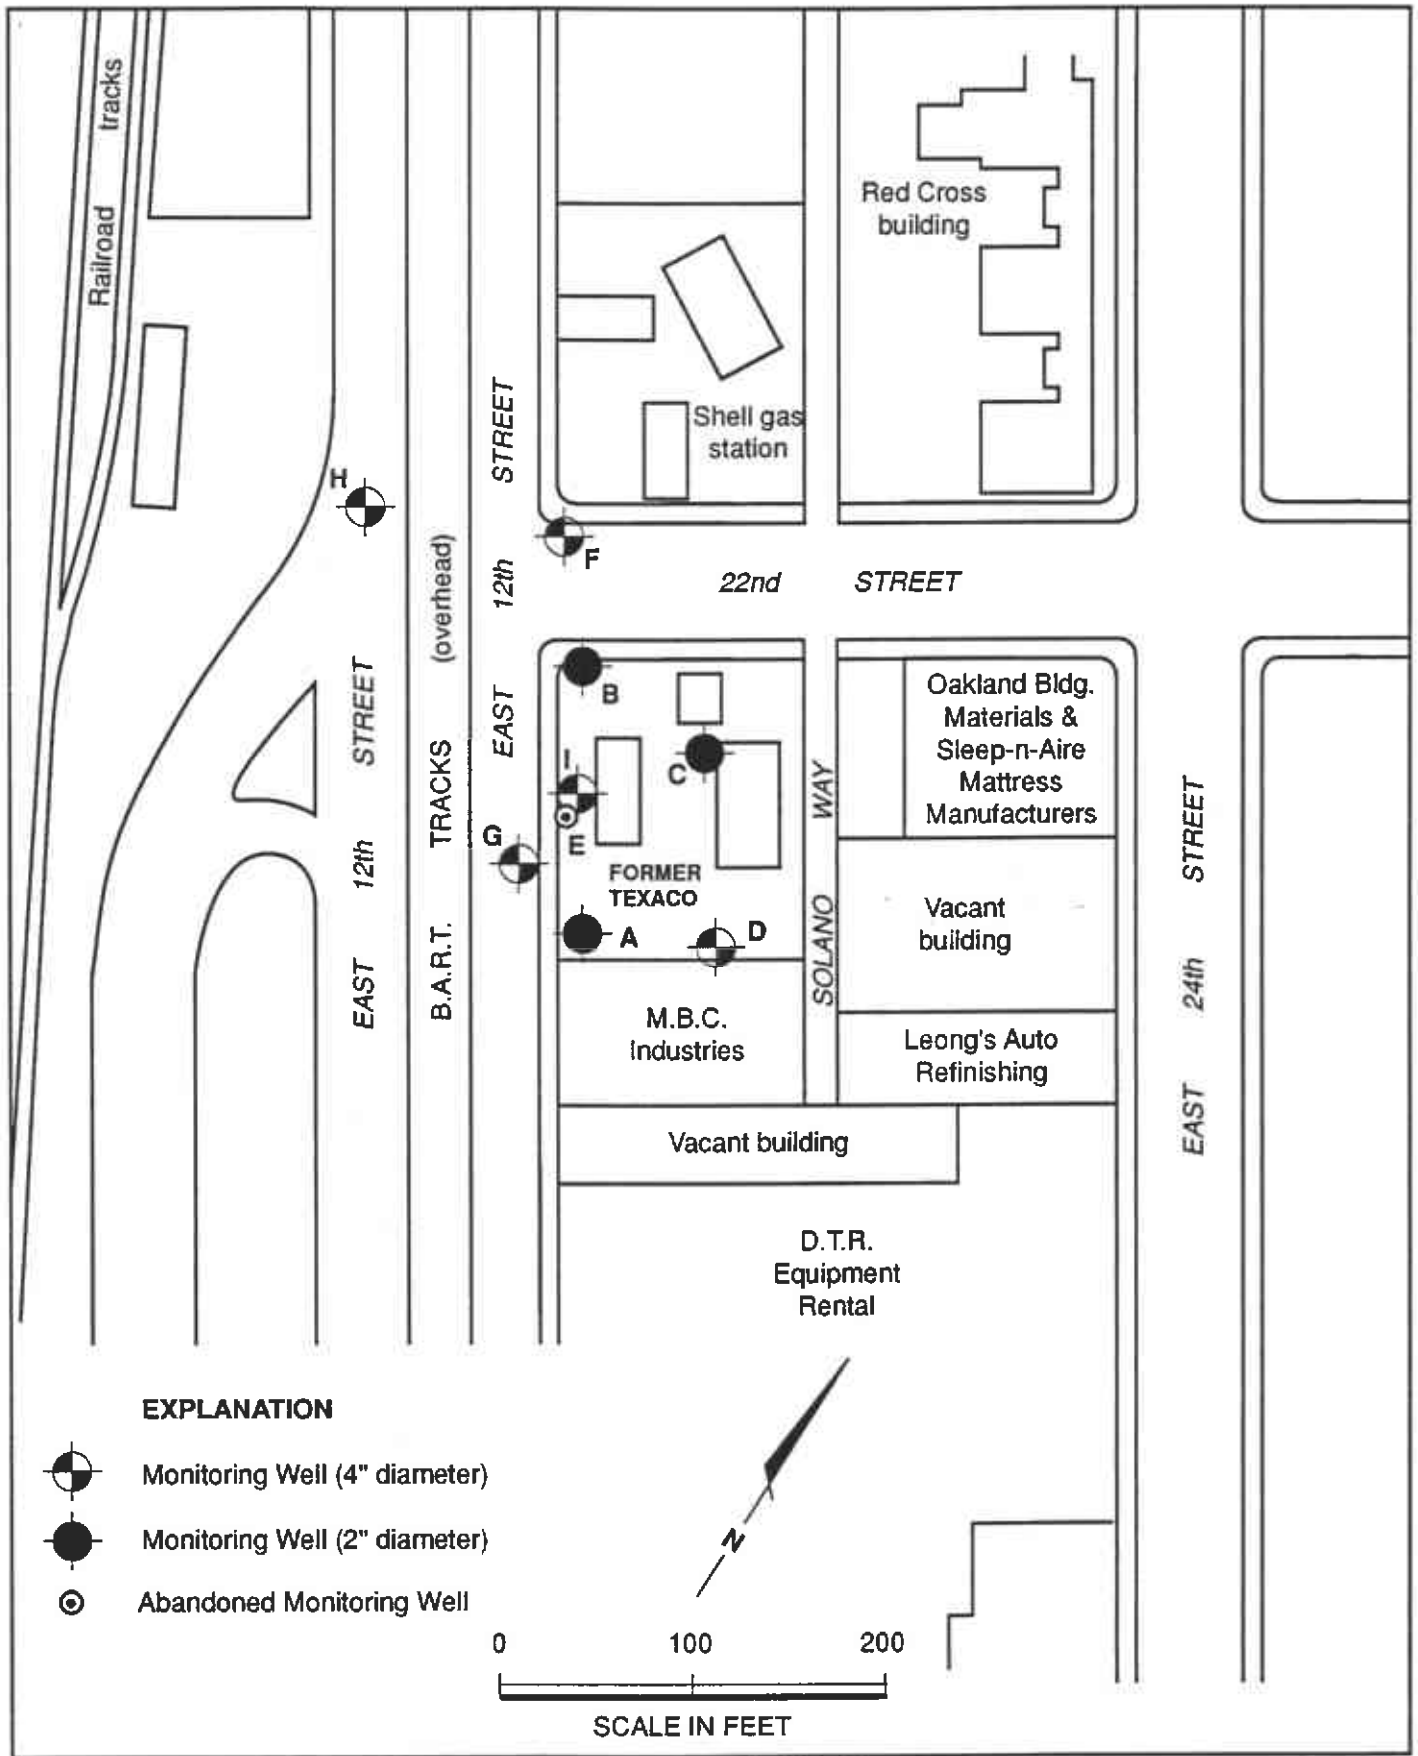 Railroad tracks
Red Cross
building
Shell gas
station
H
F
EAST 12th STREET
22nd STREET
B.A.R.T. TRACKS (overhead)
EAST 12th STREET
B
C
I
E
G
FORMER
TEXACO
A
D
SOLANO WAY
Oakland Bldg.
Materials &
Sleep-n-Aire
Mattress
Manufacturers
Vacant
building
EAST 24th STREET
M.B.C.
Industries
Leong's Auto
Refinishing
Vacant building
D.T.R.
Equipment
Rental
EXPLANATION
Monitoring Well (4" diameter)
Monitoring Well (2" diameter)
Abandoned Monitoring Well
N
0 100 200
SCALE IN FEET